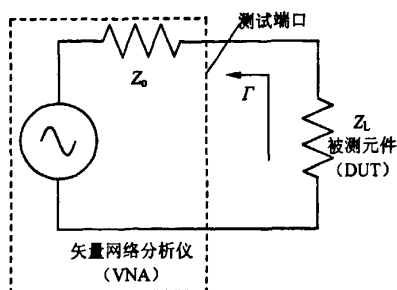 测试端口
Z₀
Γ
Z_L
被测元件
（DUT）
矢量网络分析仪
（VNA）